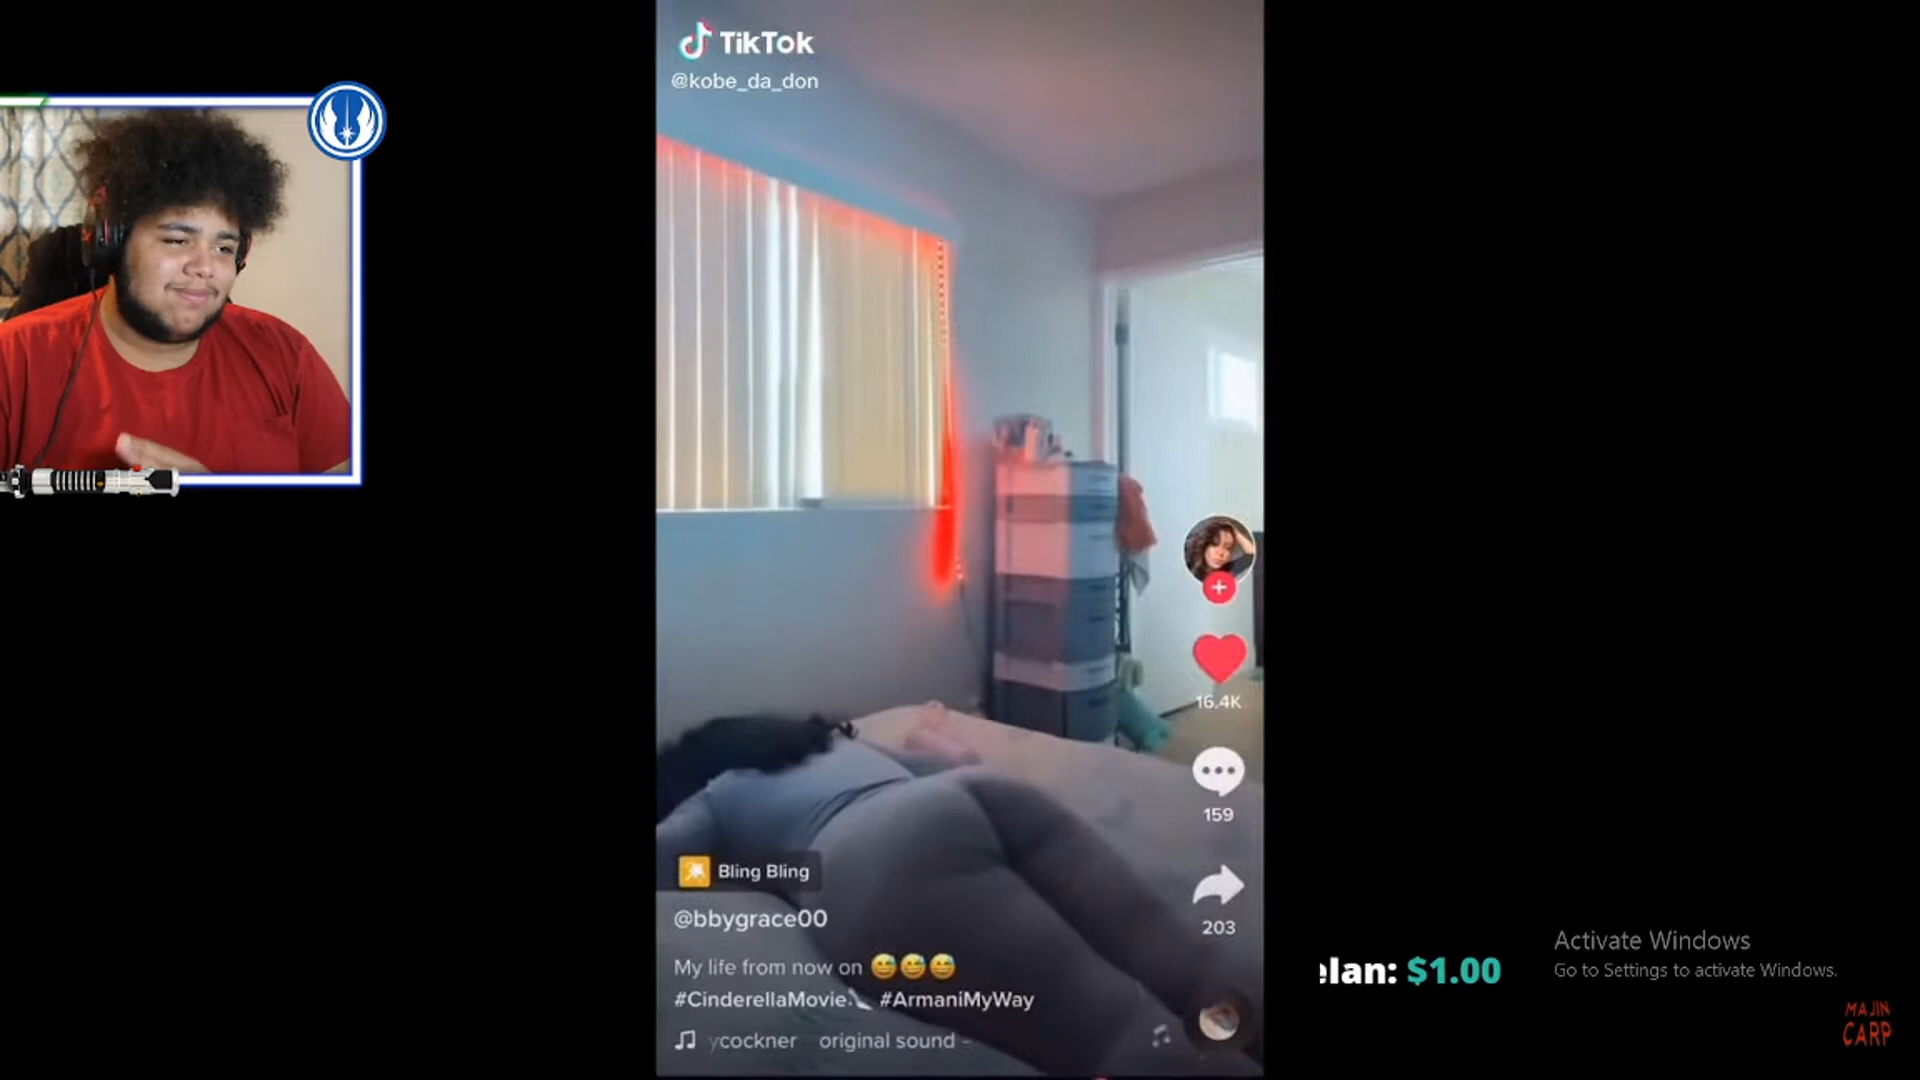 TikTok
@kobe_da_don
16.4K
159
203
Bling Bling
@bbygrace00
My life from now on 😅😅😅
#CinderellaMovie #ArmaniMyWay
ycockner original sound -
elan: $1.00
Activate Windows
Go to Settings to activate Windows.
MAJIN
CARP